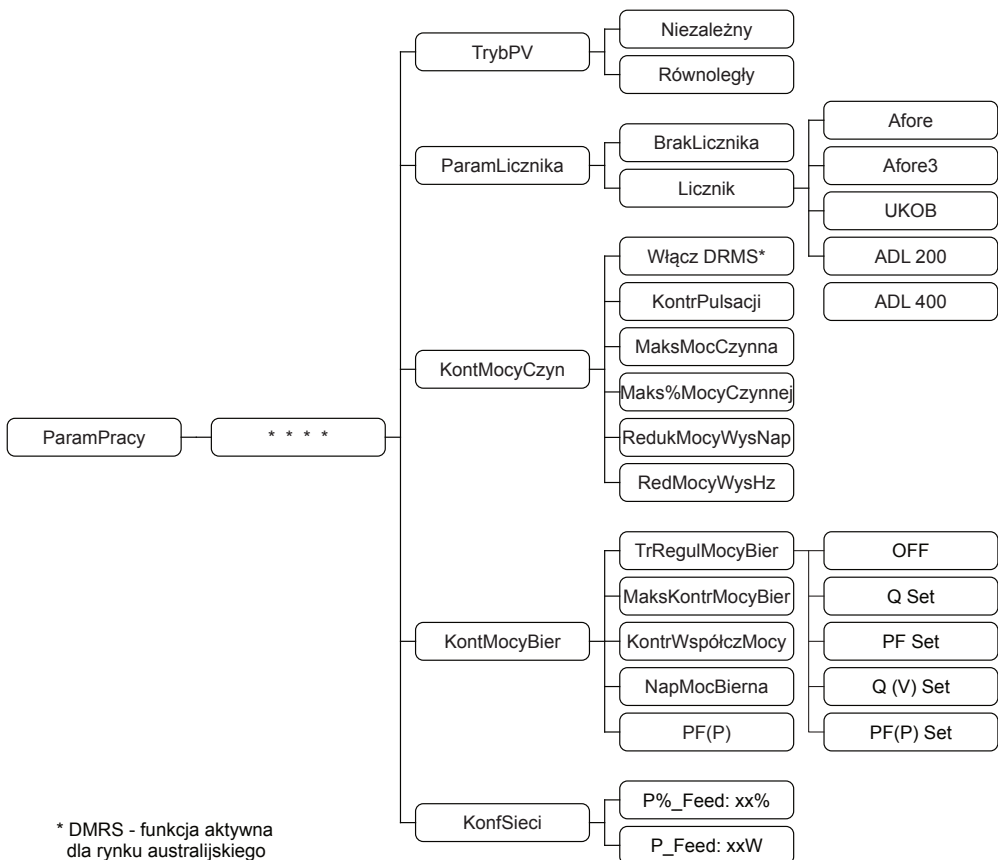 ParamPracy
* * * *
TrybPV
Niezależny
Równoległy
ParamLicznika
BrakLicznika
Licznik
Afore
Afore3
UKOB
ADL 200
ADL 400
KontMocyCzyn
Włącz DRMS*
KontrPulsacji
MaksMocCzynna
Maks%MocyCzynnej
RedukMocyWysNap
RedMocyWysHz
KontMocyBier
TrRegulMocyBier
OFF
Q Set
PF Set
Q (V) Set
PF(P) Set
MaksKontrMocyBier
KontrWspółczMocy
NapMocBierna
PF(P)
KonfSieci
P%_Feed: xx%
P_Feed: xxW
* DMRS - funkcja aktywna
dla rynku australijskiego